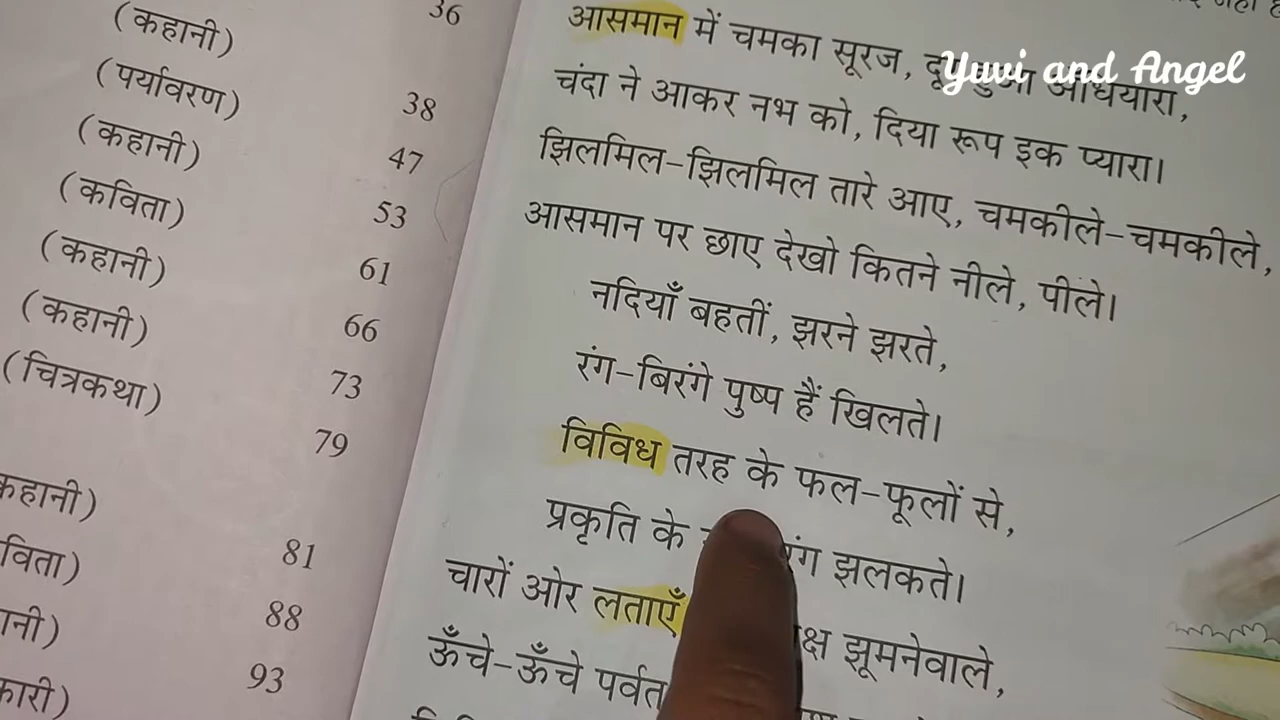 36
(कहानी)
(पर्यावरण) 38
(कहानी) 47
(कविता) 53
(कहानी) 61
(कहानी) 66
(चित्रकथा) 73
79
81
88
93
आसमान में चमका सूरज,
चंदा ने आकर नभ को, दिया रूप इक प्यारा।
झिलमिल-झिलमिल तारे आए, चमकीले-चमकीले,
आसमान पर छाए देखो कितने नीले, पीले।
नदियाँ बहतीं, झरने झरते,
रंग-बिरंगे पुष्प हैं खिलते।
विविध तरह के फल-फूलों से,
प्रकृति के झलकते।
चारों ओर लताएँ झूमनेवाले,
ऊँचे-ऊँचे पर्वत
Yuvi and Angel